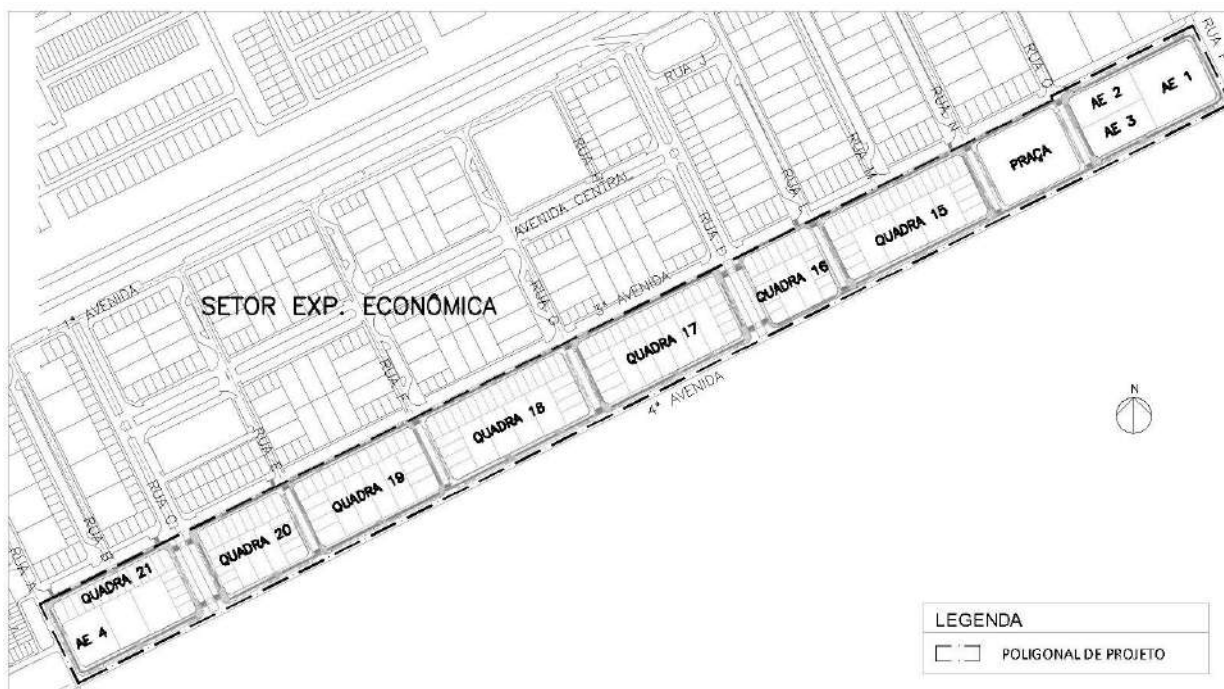 RUA J
RUA P
RUA O
RUA N
RUA M
RUA L
RUA H
AVENIDA CENTRAL
AE 2
AE 1
AE 3
PRAÇA
QUADRA 15
QUADRA 16
3ª AVENIDA
RUA G
1ª AVENIDA
SETOR EXP. ECONÔMICA
QUADRA 17
4ª AVENIDA
RUA F
QUADRA 18
N
RUA E
QUADRA 19
RUA C
RUA B
RUA A
QUADRA 20
QUADRA 21
AE 4
LEGENDA
POLIGONAL DE PROJETO